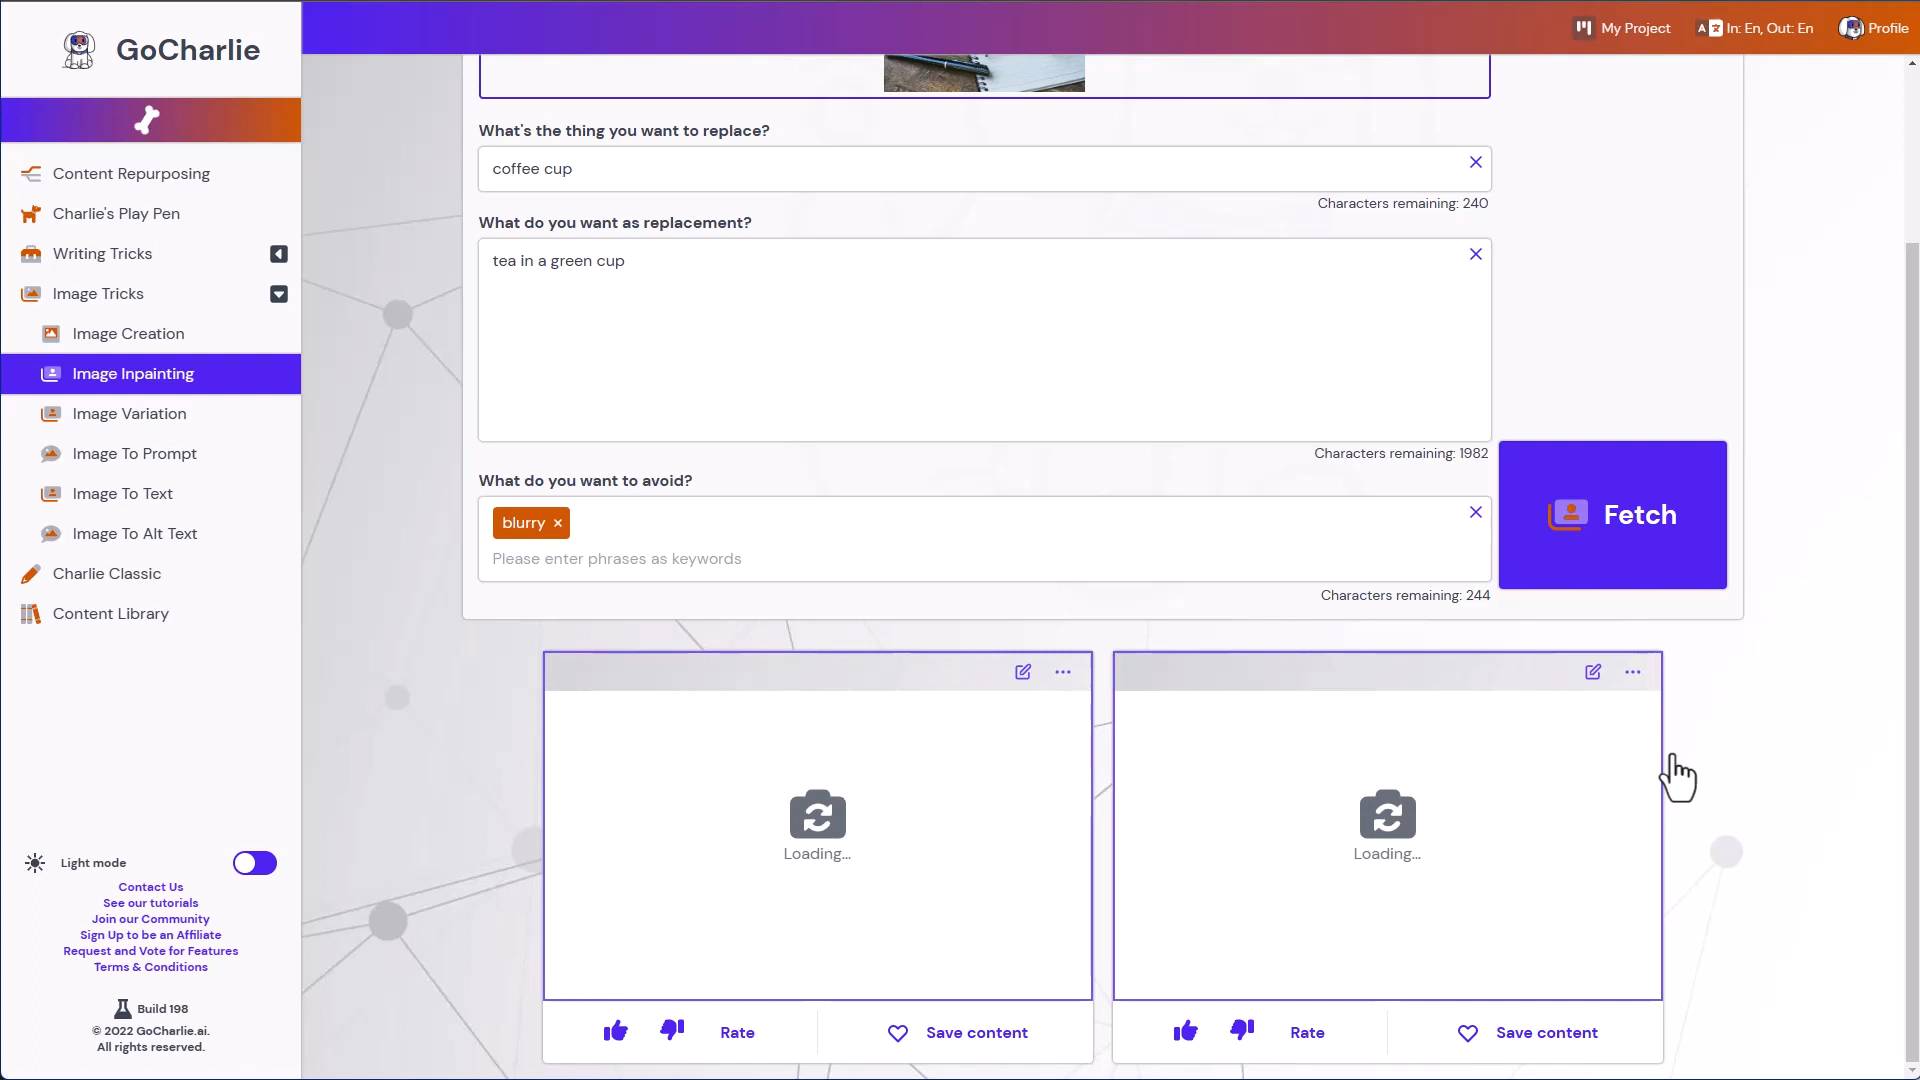 GoCharlie
My Project
In: En, Out: En
Profile
Content Repurposing
Charlie's Play Pen
Writing Tricks
Image Tricks
Image Creation
Image Inpainting
Image Variation
Image To Prompt
Image To Text
Image To Alt Text
Charlie Classic
Content Library
Light mode
Contact Us
See our tutorials
Join our Community
Sign Up to be an Affiliate
Request and Vote for Features
Terms & Conditions
Build 198
© 2022 GoCharlie.ai.
All rights reserved.
What's the thing you want to replace?
coffee cup
Characters remaining: 240
What do you want as replacement?
tea in a green cup
Characters remaining: 1982
What do you want to avoid?
blurry ×
Please enter phrases as keywords
Characters remaining: 244
Fetch
Loading...
Loading...
Rate
Save content
Rate
Save content